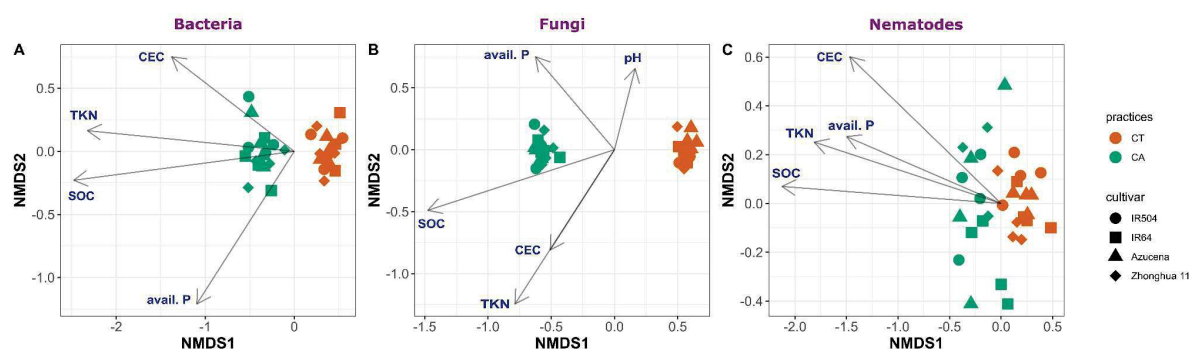 Bacteria
Fungi
Nematodes
A
CEC
TKN
SOC
avail. P
0.5
0.0
-0.5
-1.0
NMDS2
-2
-1
0
NMDS1
B
avail. P
pH
SOC
CEC
TKN
0.5
0.0
-0.5
-1.0
NMDS2
-1.5
-1.0
-0.5
0.0
0.5
NMDS1
C
CEC
TKN
avail. P
SOC
0.6
0.4
0.2
0.0
-0.2
-0.4
NMDS2
-2.0
-1.5
-1.0
-0.5
0.0
0.5
NMDS1
practices
CT
CA
cultivar
IR504
IR64
Azucena
Zhonghua 11